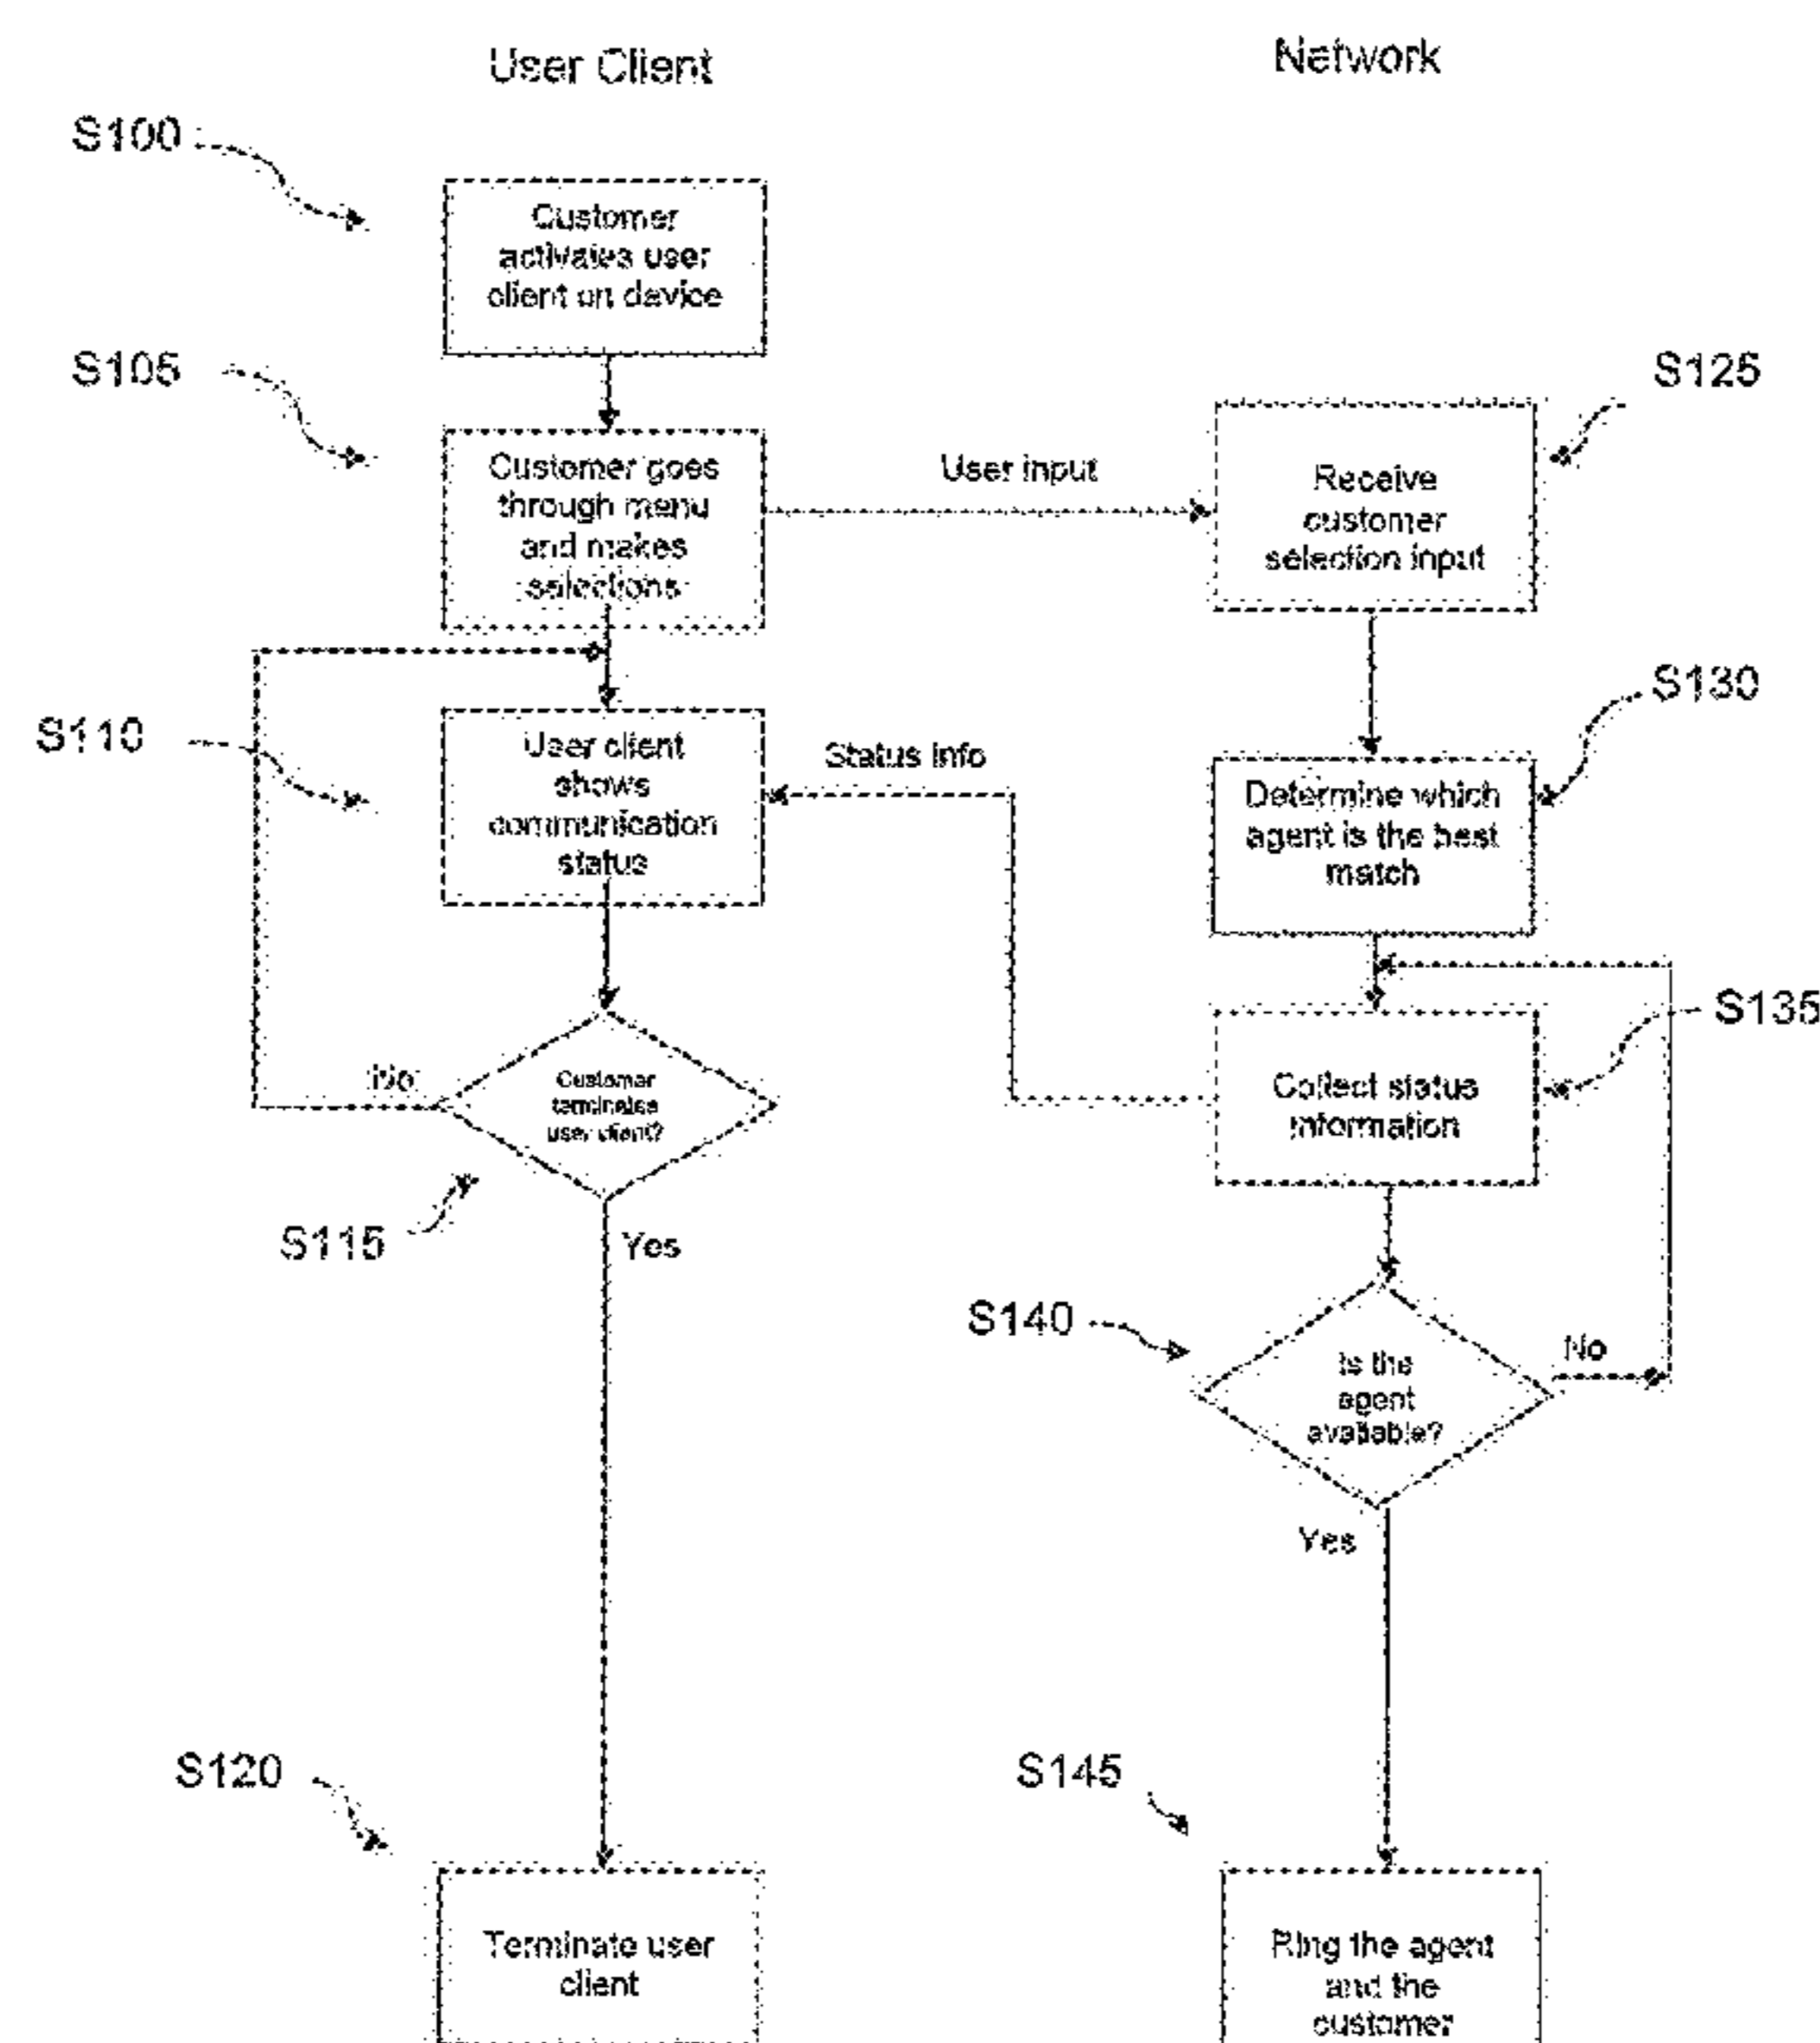 User Client
Network
S100
Customer
activates user
client on device
S105
Customer goes
through menu
and makes
selections
User input
S125
Receive
customer
selection input
S110
User client
shows
communication
status
Status info
S130
Determine which
agent is the best
match
S135
Collect status
information
No
Customer
terminates
user client?
S115
Yes
S140
Is the
agent
available?
No
Yes
S120
Terminate user
client
S145
Ring the agent
and the
customer